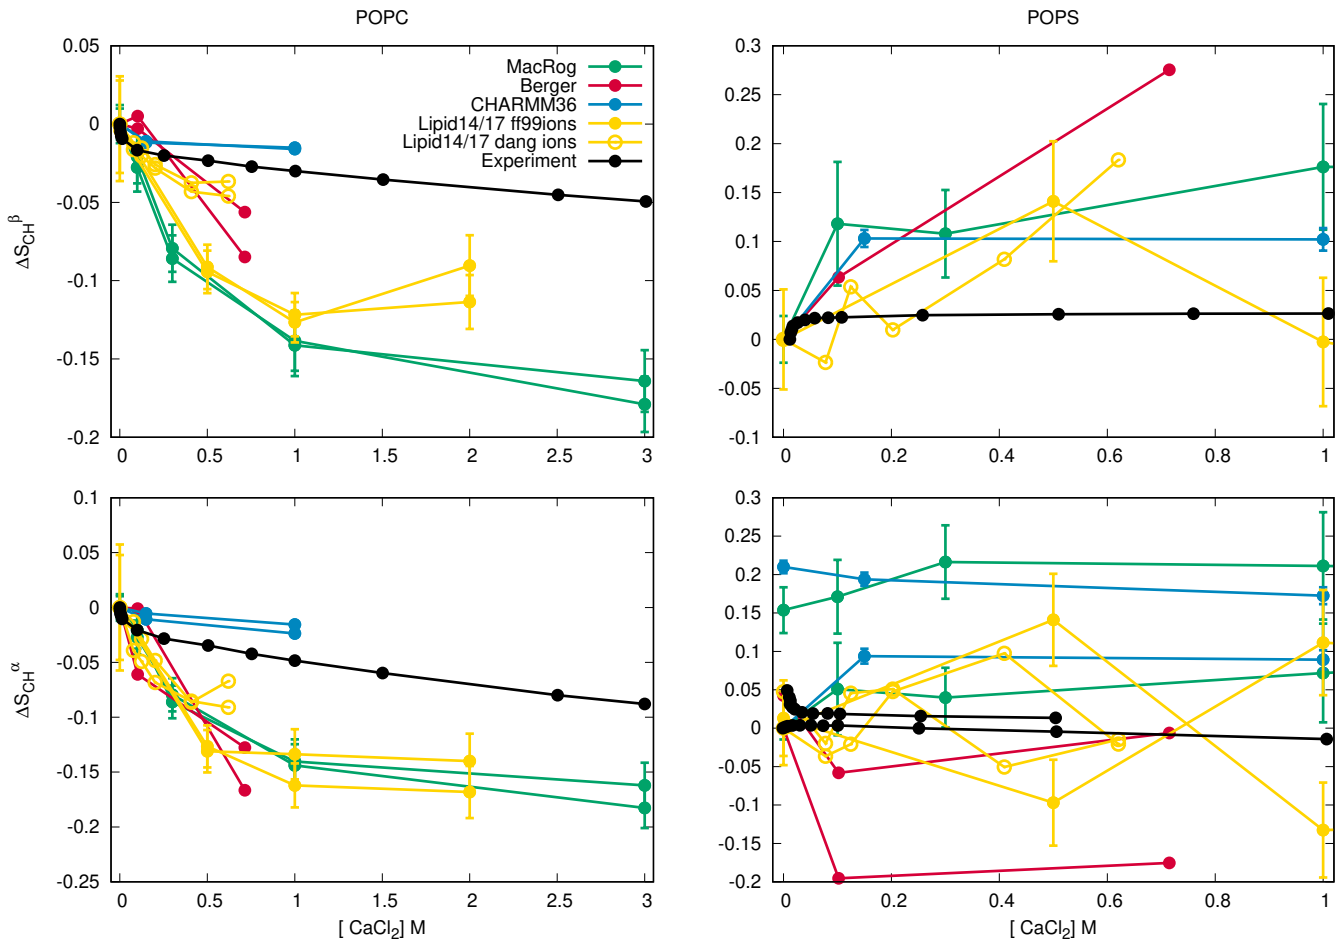 POPC
POPS
0.05
0
-0.05
-0.1
-0.15
-0.2
ΔS_CH^β
MacRog
Berger
CHARMM36
Lipid14/17 ff99ions
Lipid14/17 dang ions
Experiment
0 0.5 1 1.5 2 2.5 3
0.3
0.25
0.2
0.15
0.1
0.05
0
-0.05
-0.1
0 0.2 0.4 0.6 0.8 1
0.1
0.05
0
-0.05
-0.1
-0.15
-0.2
-0.25
ΔS_CH^α
0 0.5 1 1.5 2 2.5 3
[ CaCl₂] M
0.3
0.25
0.2
0.15
0.1
0.05
0
-0.05
-0.1
-0.15
-0.2
0 0.2 0.4 0.6 0.8 1
[ CaCl₂] M